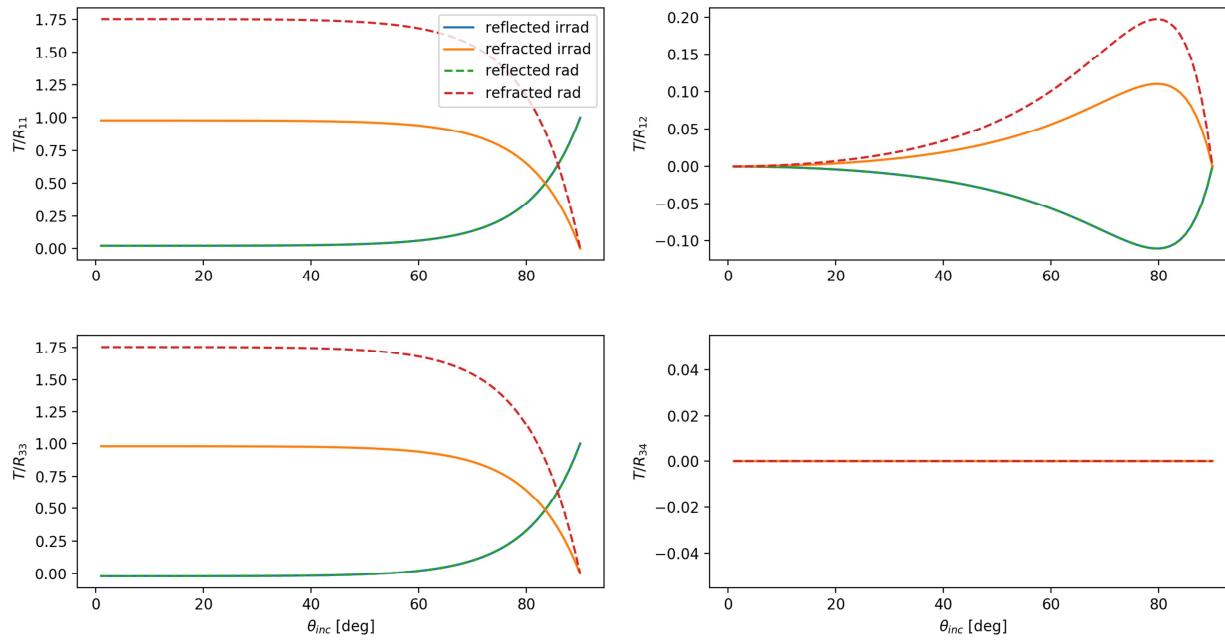 1.75
1.50
1.25
1.00
0.75
0.50
0.25
0.00
T/R11
0 20 40 60 80
reflected irrad
refracted irrad
reflected rad
refracted rad
0.20
0.15
0.10
0.05
0.00
−0.05
−0.10
T/R12
0 20 40 60 80
1.75
1.50
1.25
1.00
0.75
0.50
0.25
0.00
T/R33
0 20 40 60 80
θinc [deg]
0.04
0.02
0.00
−0.02
−0.04
T/R34
0 20 40 60 80
θinc [deg]